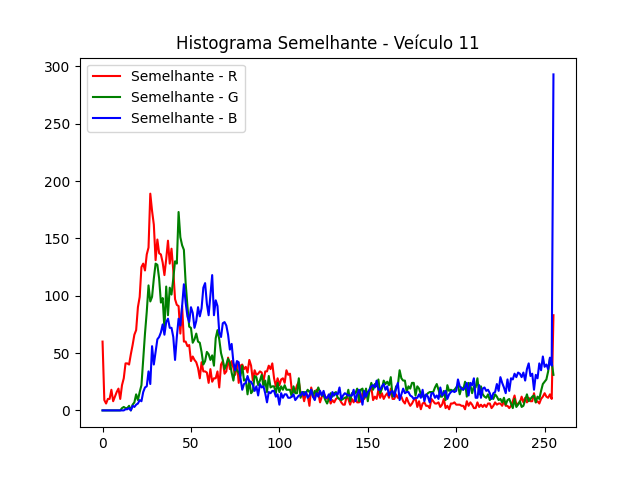 Histograma Semelhante - Veículo 11
Semelhante - R
Semelhante - G
Semelhante - B
300
250
200
150
100
50
0
0 50 100 150 200 250